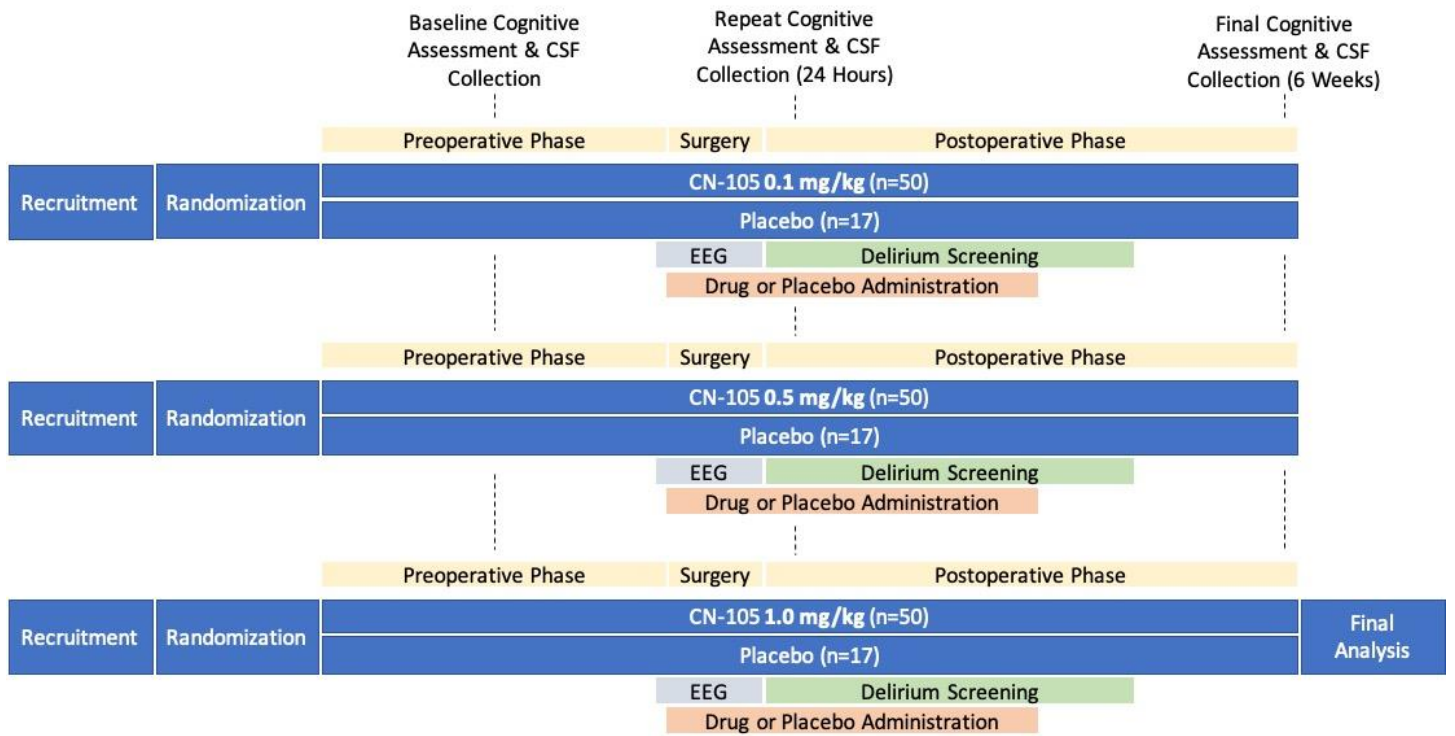 Baseline Cognitive
Assessment & CSF
Collection
Repeat Cognitive
Assessment & CSF
Collection (24 Hours)
Final Cognitive
Assessment & CSF
Collection (6 Weeks)
Preoperative Phase
Surgery
Postoperative Phase
Recruitment
Randomization
CN-105 0.1 mg/kg (n=50)
Placebo (n=17)
EEG
Delirium Screening
Drug or Placebo Administration
Preoperative Phase
Surgery
Postoperative Phase
Recruitment
Randomization
CN-105 0.5 mg/kg (n=50)
Placebo (n=17)
EEG
Delirium Screening
Drug or Placebo Administration
Preoperative Phase
Surgery
Postoperative Phase
Recruitment
Randomization
CN-105 1.0 mg/kg (n=50)
Placebo (n=17)
Final
Analysis
EEG
Delirium Screening
Drug or Placebo Administration